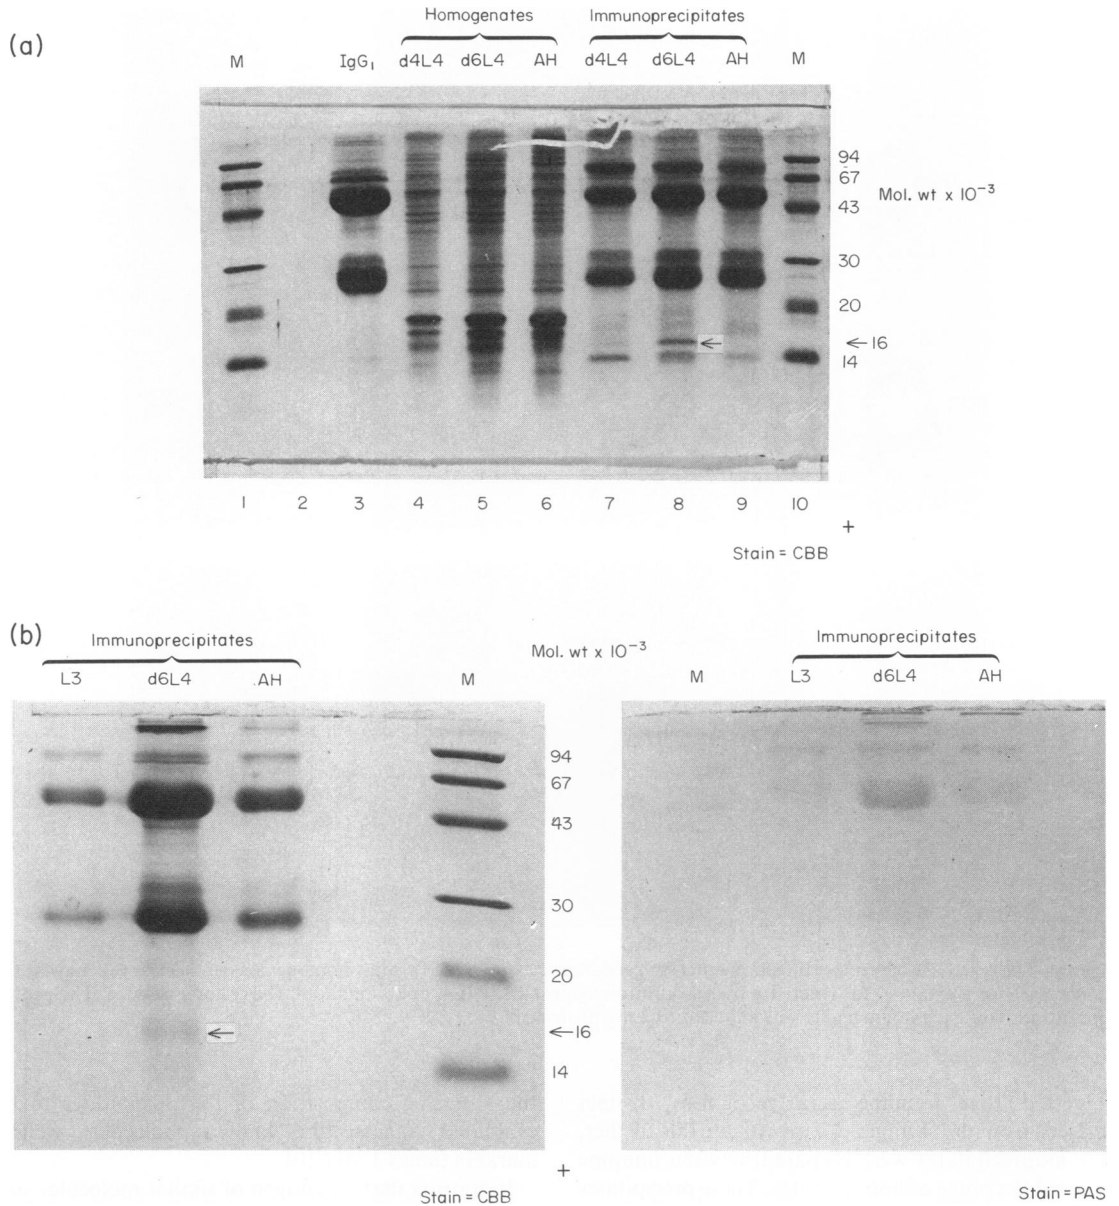 (a)
Homogenates Immunoprecipitates
M IgG₁ d4L4 d6L4 AH d4L4 d6L4 AH M
94
67
Mol. wt x 10⁻³
43
30
20
←
←16
14
1 2 3 4 5 6 7 8 9 10
+
Stain = CBB
(b)
Immunoprecipitates
Mol. wt x 10⁻³
Immunoprecipitates
L3 d6L4 .AH M
M L3 d6L4 AH
94
67
43
30
20
←
←16
14
+
Stain = CBB
Stain = PAS